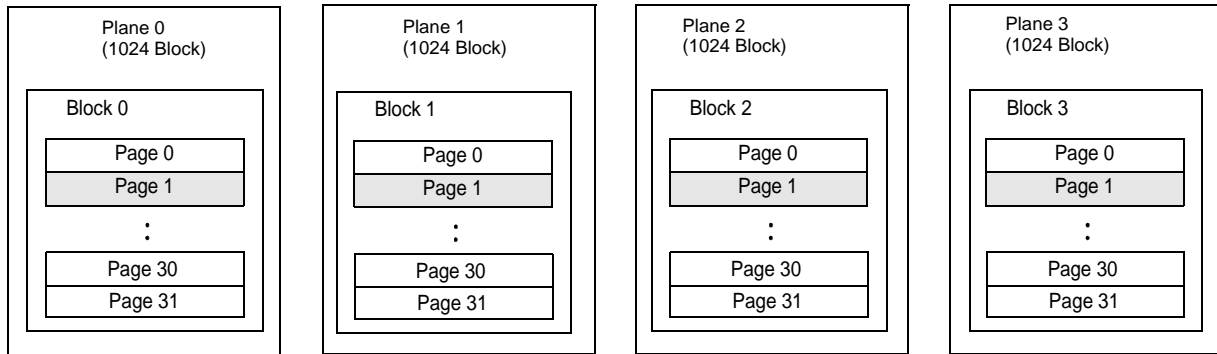 Plane 0
(1024 Block)
Block 0
Page 0
Page 1
:
Page 30
Page 31
Plane 1
(1024 Block)
Block 1
Page 0
Page 1
:
Page 30
Page 31
Plane 2
(1024 Block)
Block 2
Page 0
Page 1
:
Page 30
Page 31
Plane 3
(1024 Block)
Block 3
Page 0
Page 1
:
Page 30
Page 31